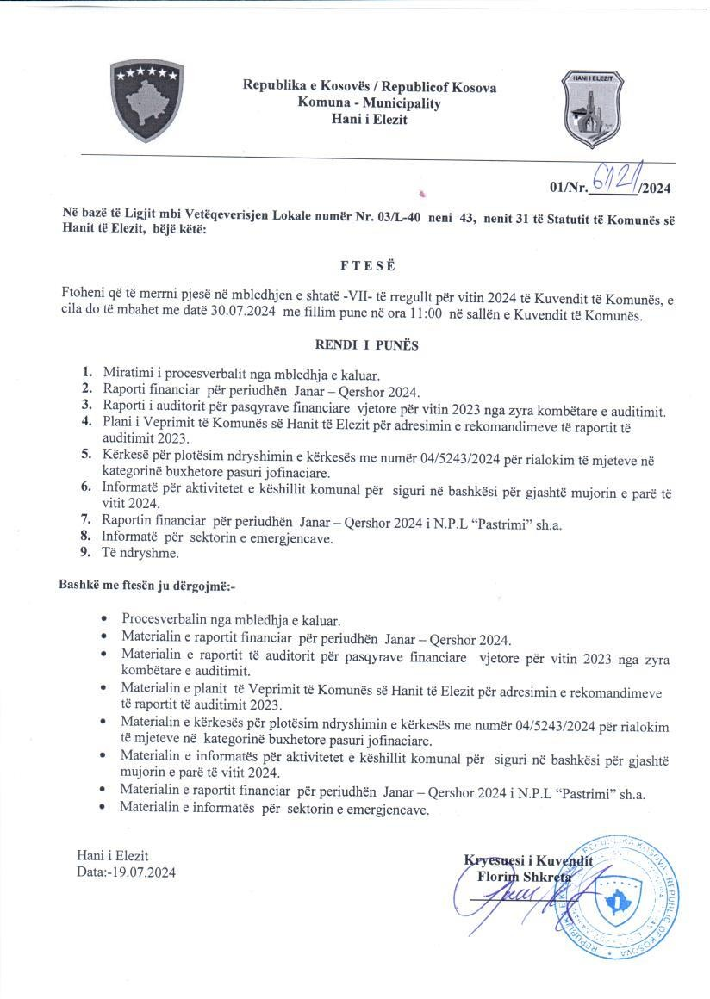 HANI I ELEZIT
Republika e Kosovës / Republicof Kosova
Komuna - Municipality
Hani i Elezit
01/Nr. 6121/2024
Në bazë të Ligjit mbi Vetëqeverisjen Lokale numër Nr. 03/L-40 neni 43, nenit 31 të Statutit të Komunës së
Hanit të Elezit, bëjë këtë:
F T E S Ë
Ftoheni që të merrni pjesë në mbledhjen e shtatë -VII- të rregullt për vitin 2024 të Kuvendit të Komunës, e
cila do të mbahet me datë 30.07.2024 me fillim pune në ora 11:00 në sallën e Kuvendit të Komunës.
RENDI I PUNËS
1. Miratimi i procesverbalit nga mbledhja e kaluar.
2. Raporti financiar për periudhën Janar – Qershor 2024.
3. Raporti i auditorit për pasqyrave financiare vjetore për vitin 2023 nga zyra kombëtare e auditimit.
4. Plani i Veprimit të Komunës së Hanit të Elezit për adresimin e rekomandimeve të raportit të
auditimit 2023.
5. Kërkesë për plotësim ndryshimin e kërkesës me numër 04/5243/2024 për rialokim të mjeteve në
kategorinë buxhetore pasuri jofinaciare.
6. Informatë për aktivitetet e këshillit komunal për siguri në bashkësi për gjashtë mujorin e parë të
vitit 2024.
7. Raportin financiar për periudhën Janar – Qershor 2024 i N.P.L “Pastrimi” sh.a.
8. Informatë për sektorin e emergjencave.
9. Të ndryshme.
Bashkë me ftesën ju dërgojmë:-
• Procesverbalin nga mbledhja e kaluar.
• Materialin e raportit financiar për periudhën Janar – Qershor 2024.
• Materialin e raportit të auditorit për pasqyrave financiare vjetore për vitin 2023 nga zyra
kombëtare e auditimit.
• Materialin e planit të Veprimit të Komunës së Hanit të Elezit për adresimin e rekomandimeve
të raportit të auditimit 2023.
• Materialin e kërkesës për plotësim ndryshimin e kërkesës me numër 04/5243/2024 për rialokim
të mjeteve në kategorinë buxhetore pasuri jofinaciare.
• Materialin e informatës për aktivitetet e këshillit komunal për siguri në bashkësi për gjashtë
mujorin e parë të vitit 2024.
• Materialin e raportit financiar për periudhën Janar – Qershor 2024 i N.P.L “Pastrimi” sh.a.
• Materialin e informatës për sektorin e emergjencave.
Hani i Elezit
Data:-19.07.2024
Kryesuesi i Kuvendit
Florim Shkreta
REPUBLIKA KOSOVA - REPUBLIC OF KOSOVA